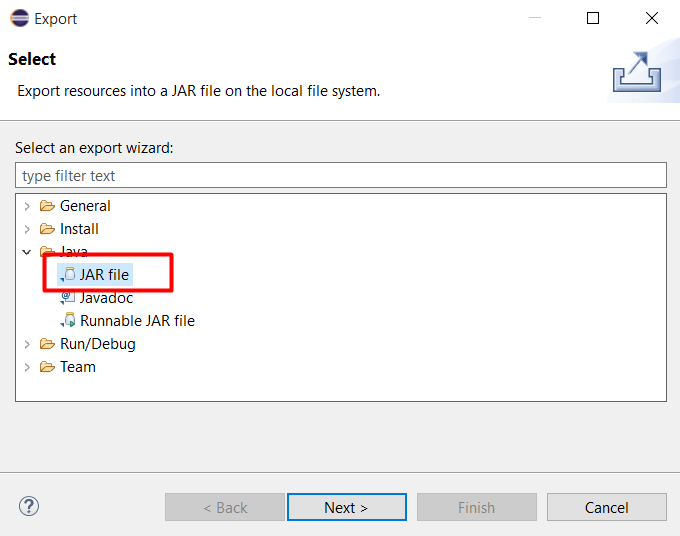 Export
Select
Export resources into a JAR file on the local file system.
Select an export wizard:
type filter text
General
Install
Java
JAR file
Javadoc
Runnable JAR file
Run/Debug
Team
? < Back Next > Finish Cancel